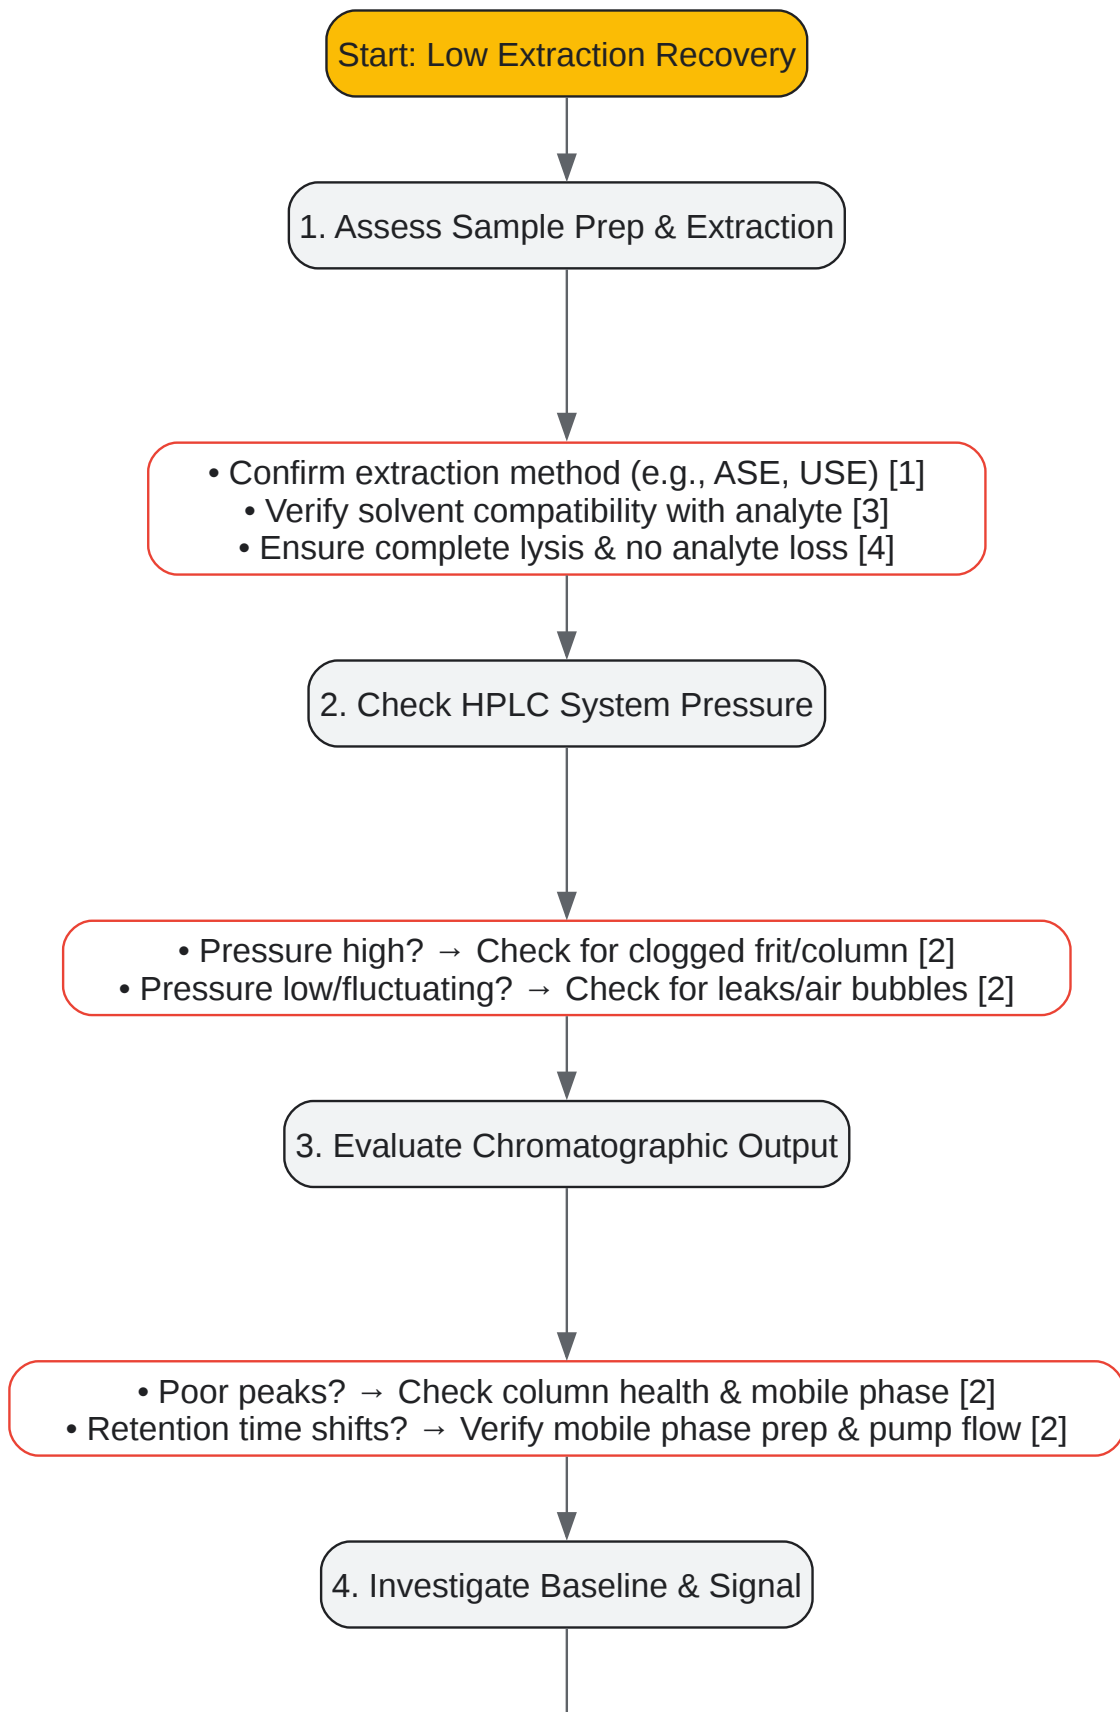 Start: Low Extraction Recovery
1. Assess Sample Prep & Extraction
• Confirm extraction method (e.g., ASE, USE) [1]
• Verify solvent compatibility with analyte [3]
• Ensure complete lysis & no analyte loss [4]
2. Check HPLC System Pressure
• Pressure high? → Check for clogged frit/column [2]
• Pressure low/fluctuating? → Check for leaks/air bubbles [2]
3. Evaluate Chromatographic Output
• Poor peaks? → Check column health & mobile phase [2]
• Retention time shifts? → Verify mobile phase prep & pump flow [2]
4. Investigate Baseline & Signal